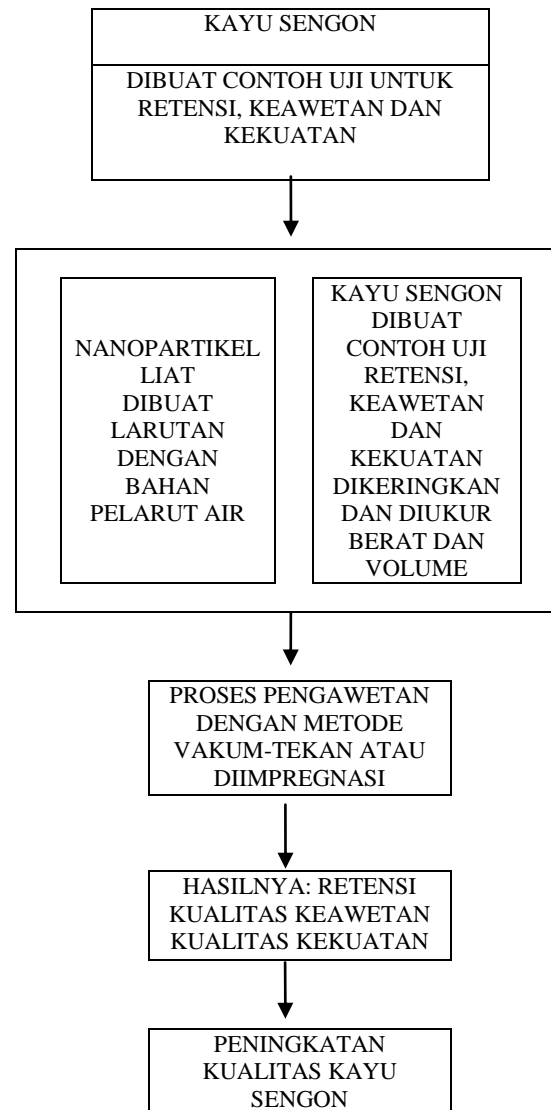 KAYU SENGON
DIBUAT CONTOH UJI UNTUK
RETENSI, KEAWETAN DAN
KEKUATAN
NANOPARTIKEL
LIAT
DIBUAT
LARUTAN
DENGAN
BAHAN
PELARUT AIR
KAYU SENGON
DIBUAT
CONTOH UJI
RETENSI,
KEAWETAN
DAN
KEKUATAN
DIKERINGKAN
DAN DIUKUR
BERAT DAN
VOLUME
PROSES PENGAWETAN
DENGAN METODE
VAKUM-TEKAN ATAU
DIIMPREGNASI
HASILNYA: RETENSI
KUALITAS KEAWETAN
KUALITAS KEKUATAN
PENINGKATAN
KUALITAS KAYU
SENGON